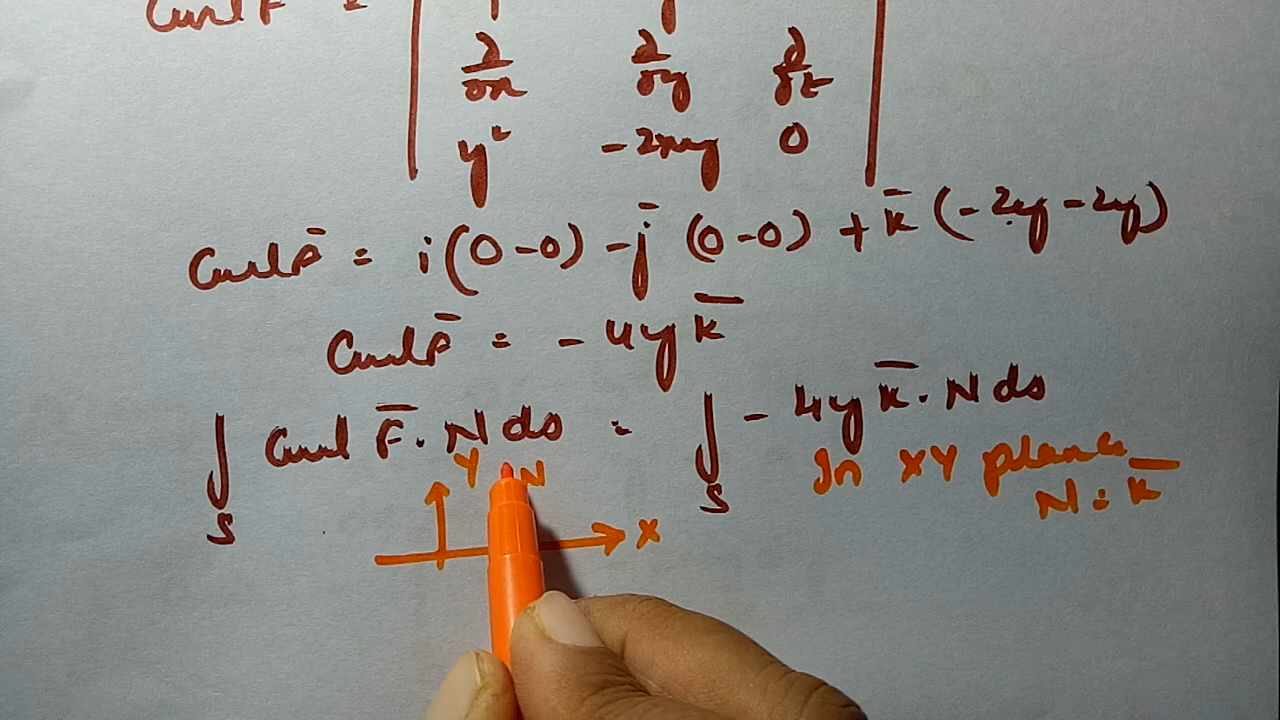 Curl F =
∂/∂x ∂/∂y ∂/∂z
y² -2xy 0
Curl F̄ = i(0-0) - j̄ (0-0) + k̄ (-2y-2y)
Curl F̄ = - 4y k̄
∫S Curl F̄ . N ds = ∫S - 4y k̄ . N ds
Y N In XY plane
N = k̄
X